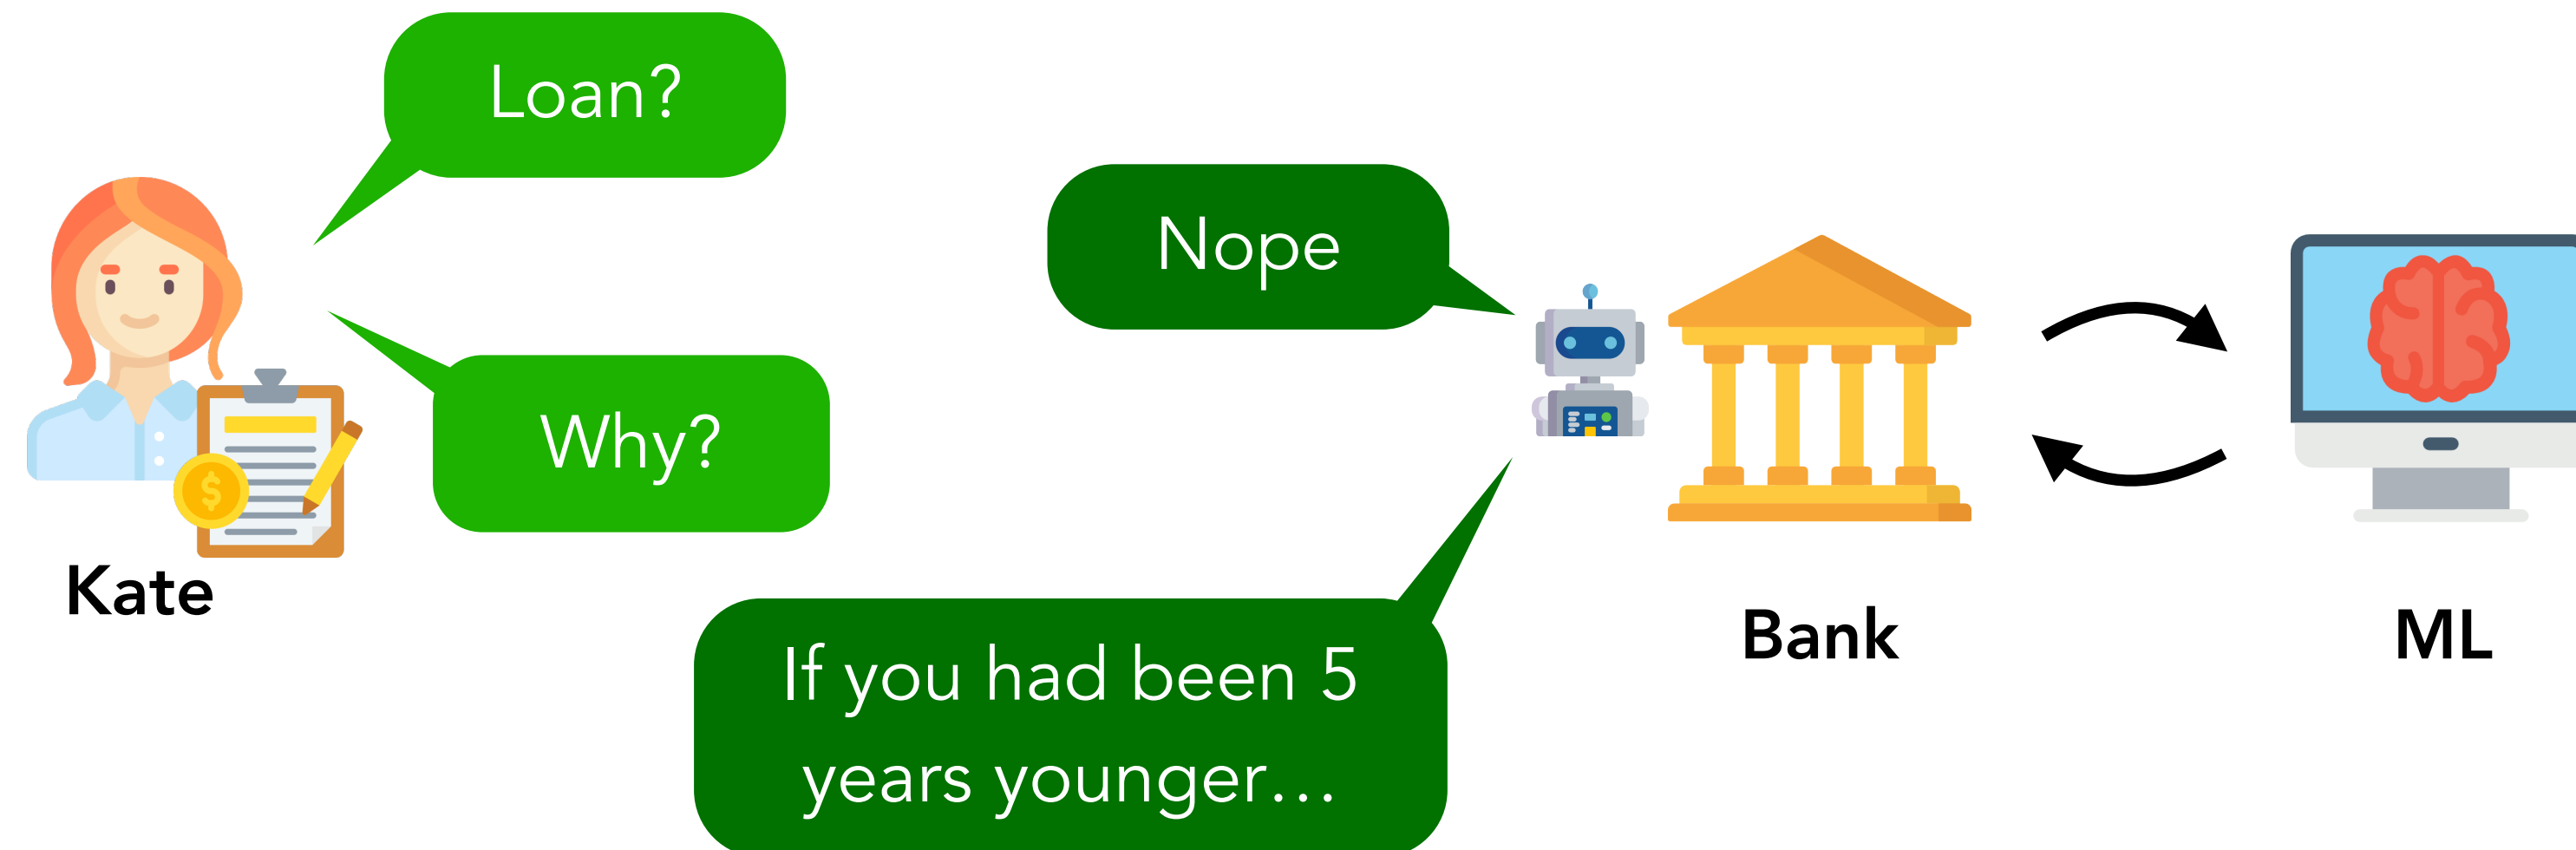 Loan?
Nope
Why?
Kate
If you had been 5
years younger…
Bank
ML